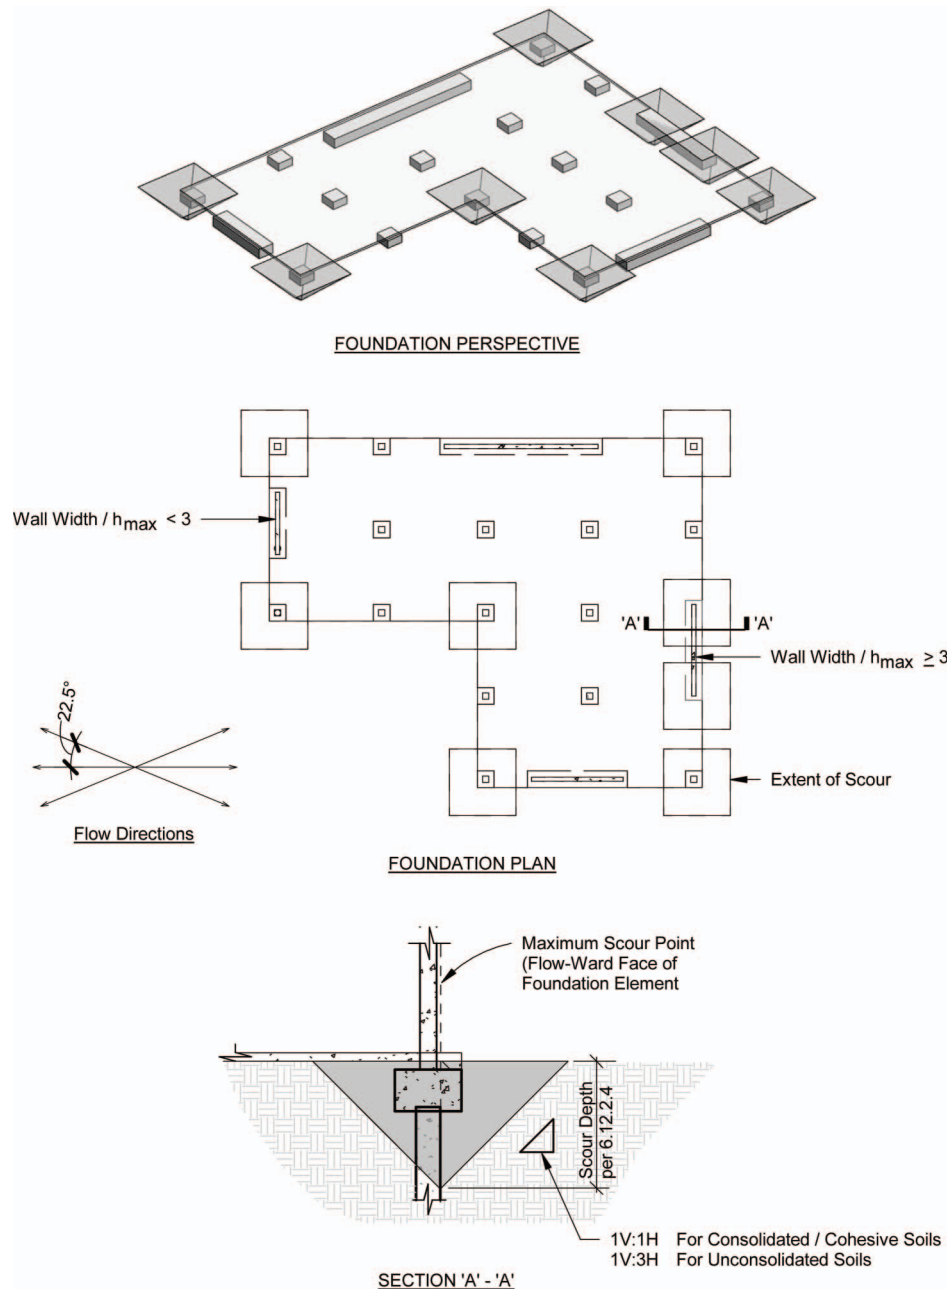 FOUNDATION PERSPECTIVE
Wall Width / hmax < 3
'A'
'A'
Wall Width / hmax ≥ 3
22.5°
Extent of Scour
Flow Directions
FOUNDATION PLAN
Maximum Scour Point
(Flow-Ward Face of
Foundation Element
Scour Depth
per 6.12.2.4
1V:1H For Consolidated / Cohesive Soils
1V:3H For Unconsolidated Soils
SECTION 'A' - 'A'